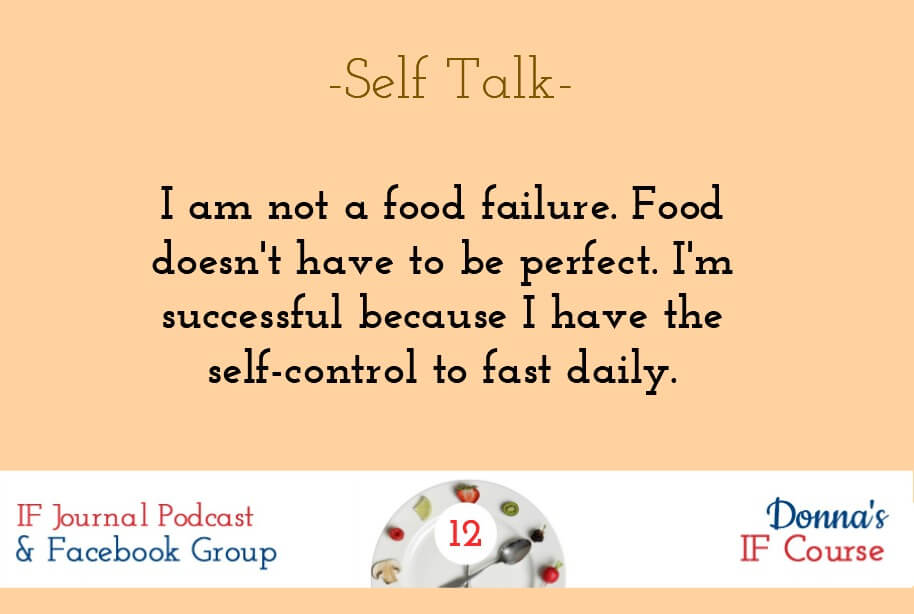 -Self Talk-
I am not a food failure. Food
doesn't have to be perfect. I'm
successful because I have the
self-control to fast daily.
IF Journal Podcast
& Facebook Group
12
Donna's
IF Course